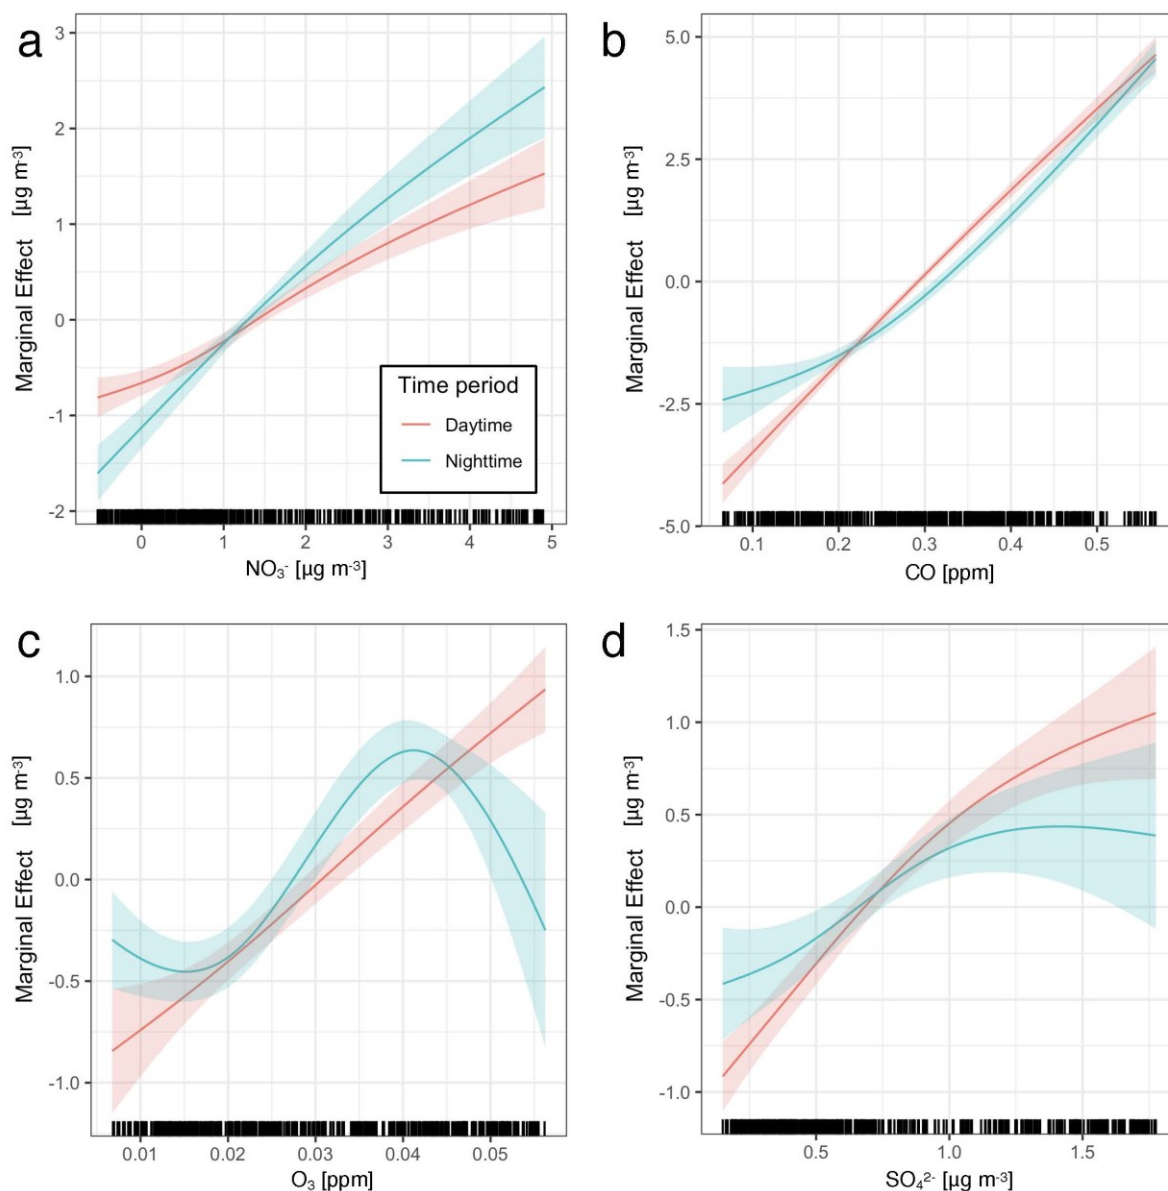 a
3
2
1
0
-1
-2
Marginal Effect [µg m⁻³]
Time period
Daytime
Nighttime
0 1 2 3 4 5
NO₃⁻ [µg m⁻³]
b
5.0
2.5
0.0
-2.5
-5.0
Marginal Effect [µg m⁻³]
0.1 0.2 0.3 0.4 0.5
CO [ppm]
c
1.0
0.5
0.0
-0.5
-1.0
Marginal Effect [µg m⁻³]
0.01 0.02 0.03 0.04 0.05
O₃ [ppm]
d
1.5
1.0
0.5
0.0
-0.5
-1.0
Marginal Effect [µg m⁻³]
0.5 1.0 1.5
SO₄²⁻ [µg m⁻³]